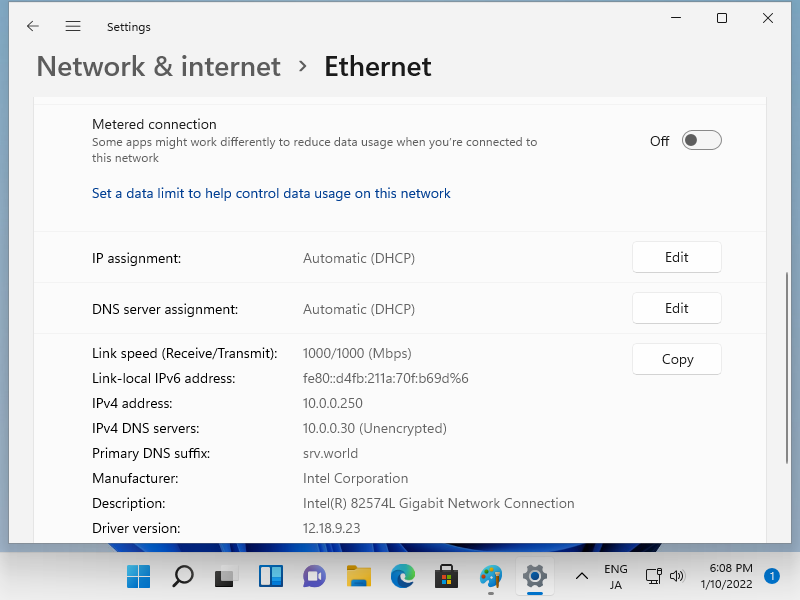 Settings
Network & internet › Ethernet
Metered connection
Some apps might work differently to reduce data usage when you're connected to
this network
Off
Set a data limit to help control data usage on this network
IP assignment: Automatic (DHCP) Edit
DNS server assignment: Automatic (DHCP) Edit
Link speed (Receive/Transmit): 1000/1000 (Mbps) Copy
Link-local IPv6 address: fe80::d4fb:211a:70f:b69d%6
IPv4 address: 10.0.0.250
IPv4 DNS servers: 10.0.0.30 (Unencrypted)
Primary DNS suffix: srv.world
Manufacturer: Intel Corporation
Description: Intel(R) 82574L Gigabit Network Connection
Driver version: 12.18.9.23
ENG
JA
6:08 PM
1/10/2022
1